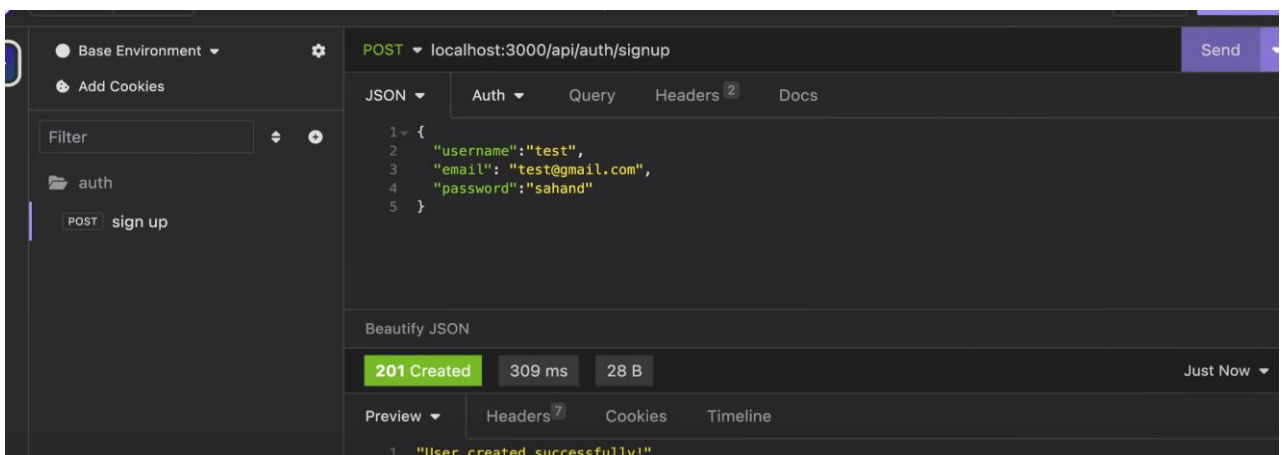 Base Environment
Add Cookies
Filter
auth
POST sign up
POST localhost:3000/api/auth/signup Send
JSON Auth Query Headers 2 Docs
1 {
2 "username":"test",
3 "email": "test@gmail.com",
4 "password":"sahand"
5 }
Beautify JSON
201 Created 309 ms 28 B Just Now
Preview Headers 7 Cookies Timeline
1 "User created successfully!"